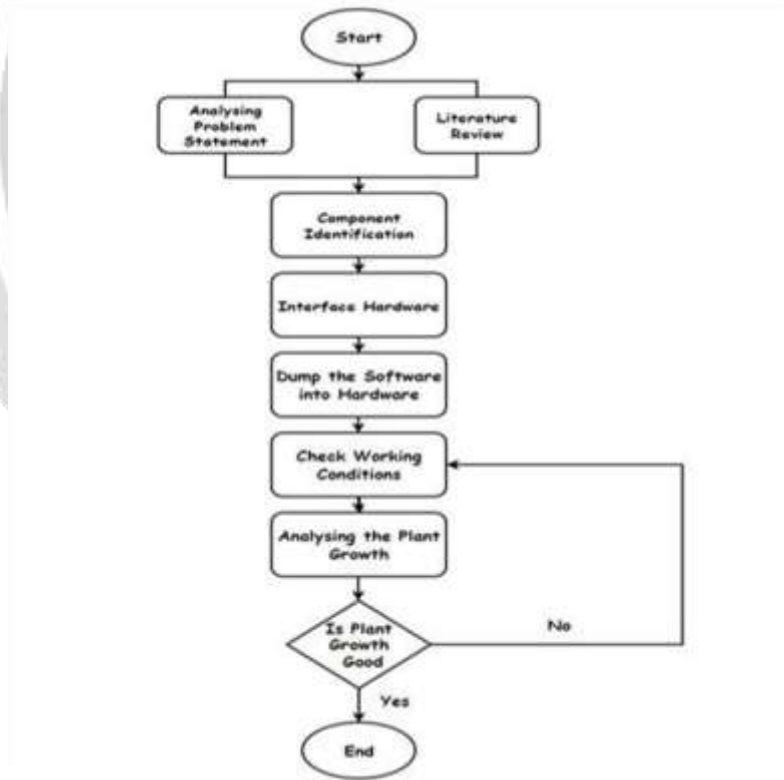 Start
Analysing
Problem
Statement
Literature
Review
Component
Identification
Interface Hardware
Dump the Software
into Hardware
Check Working
Conditions
Analysing the Plant
Growth
Is Plant
Growth
Good
No
Yes
End